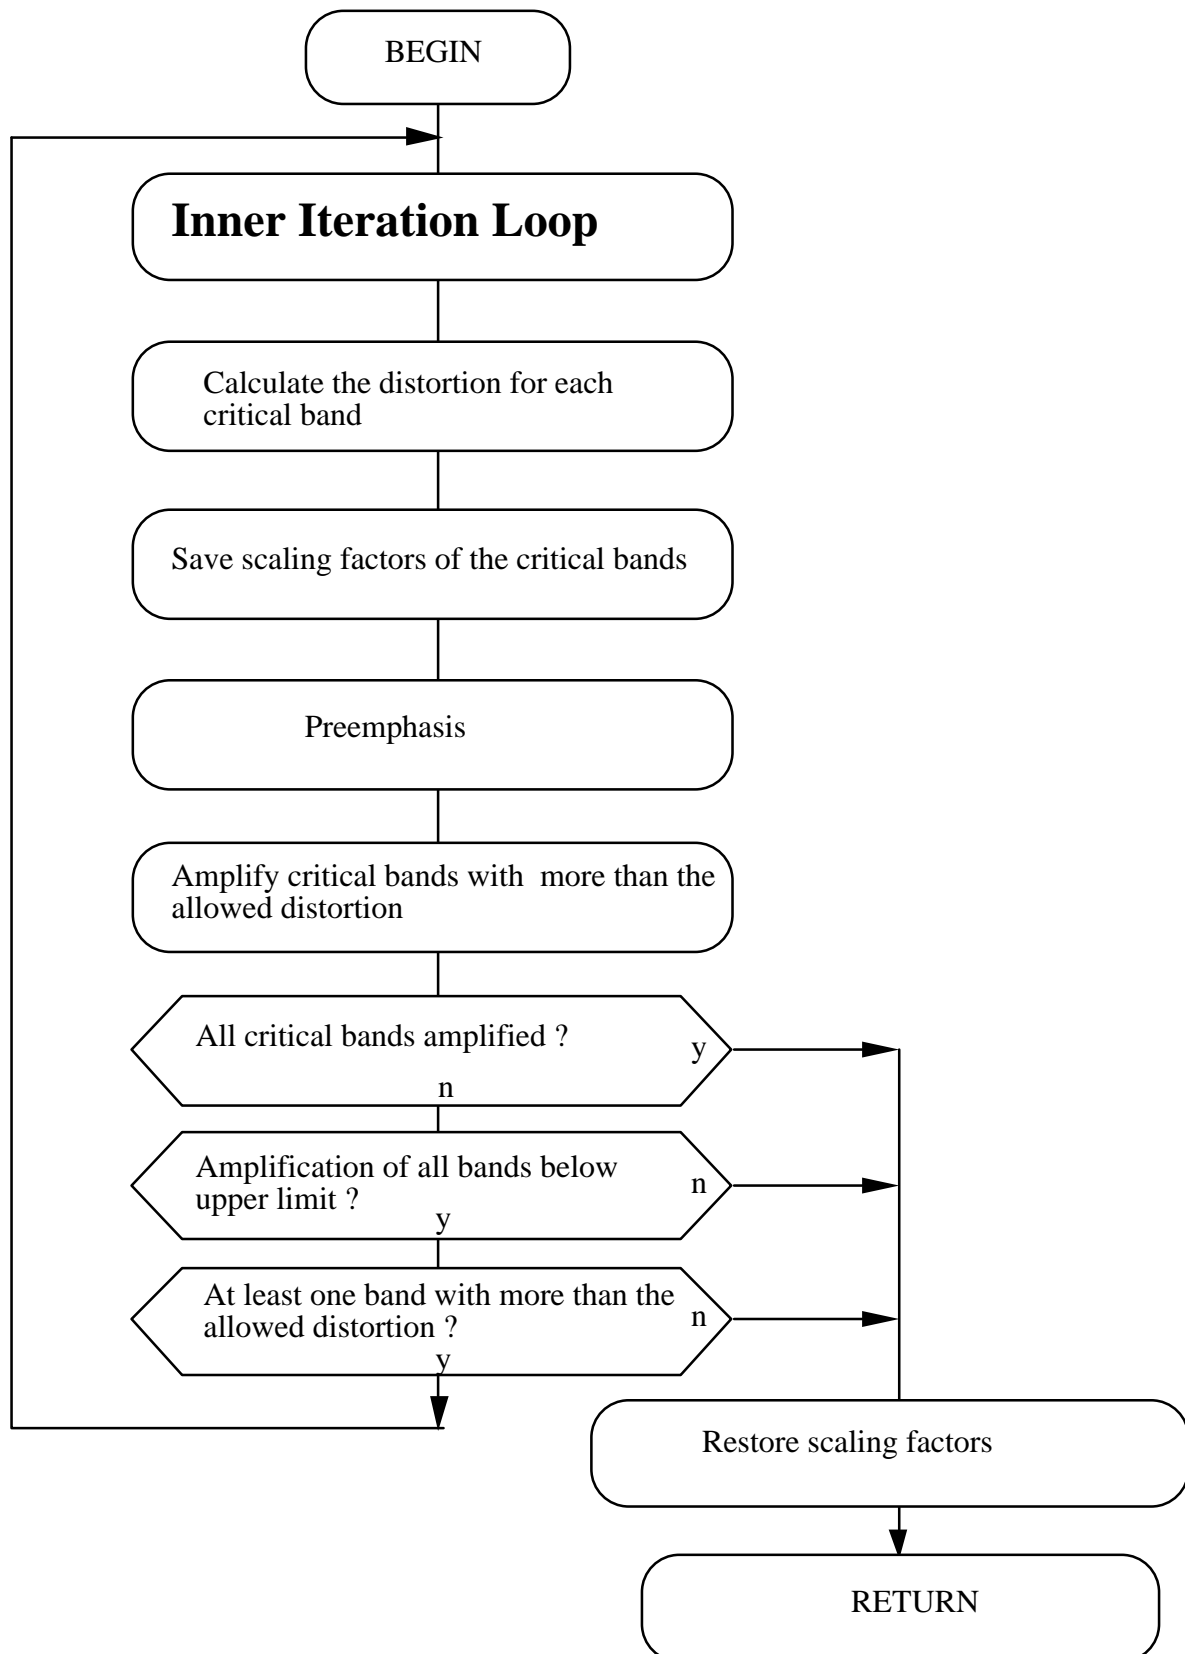 BEGIN
Inner Iteration Loop
Calculate the distortion for each
critical band
Save scaling factors of the critical bands
Preemphasis
Amplify critical bands with  more than the
allowed distortion
All critical bands amplified ?
y
n
Amplification of all bands below
upper limit ?
n
y
At least one band with more than the
allowed distortion ?
n
y
Restore scaling factors
RETURN